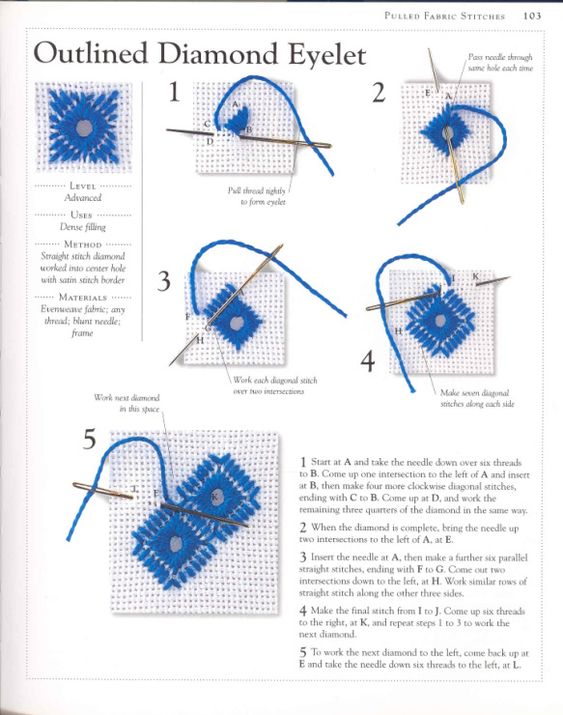 PULLED FABRIC STITCHES 103
Outlined Diamond Eyelet
LEVEL
Advanced
USES
Dense filling
METHOD
Straight stitch diamond
worked into center hole
with satin stitch border
MATERIALS
Evenweave fabric; any
thread; blunt needle;
frame
1
A
B
C
D
Pull thread tightly
to form eyelet
2
Pass needle through
same hole each time
E
A
3
A
F
G
H
Work each diagonal stitch
over two intersections
4
I
J
K
H
Make seven diagonal
stitches along each side
5
Work next diamond
in this space
L
E
K
1 Start at A and take the needle down over six threads
to B. Come up one intersection to the left of A and insert
at B, then make four more clockwise diagonal stitches,
ending with C to B. Come up at D, and work the
remaining three quarters of the diamond in the same way.
2 When the diamond is complete, bring the needle up
two intersections to the left of A, at E.
3 Insert the needle at A, then make a further six parallel
straight stitches, ending with F to G. Come out two
intersections down to the left, at H. Work similar rows of
straight stitch along the other three sides.
4 Make the final stitch from I to J. Come up six threads
to the right, at K, and repeat steps 1 to 3 to work the
next diamond.
5 To work the next diamond to the left, come back up at
E and take the needle down six threads to the left, at L.